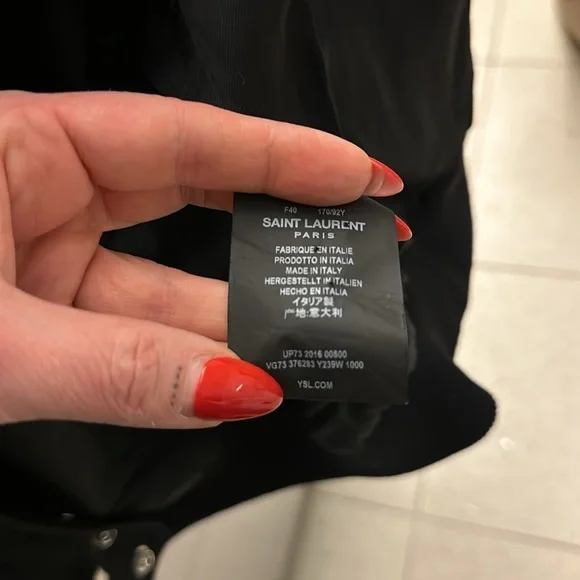 F40 170/92Y
SAINT LAURENT
PARIS
FABRIQUE EN ITALIE
PRODOTTO IN ITALIA
MADE IN ITALY
HERGESTELLT IN ITALIEN
HECHO EN ITALIA
イタリア製
产地:意大利
UP73 2016 00600
VG73 376283 Y239W 1000
YSL.COM